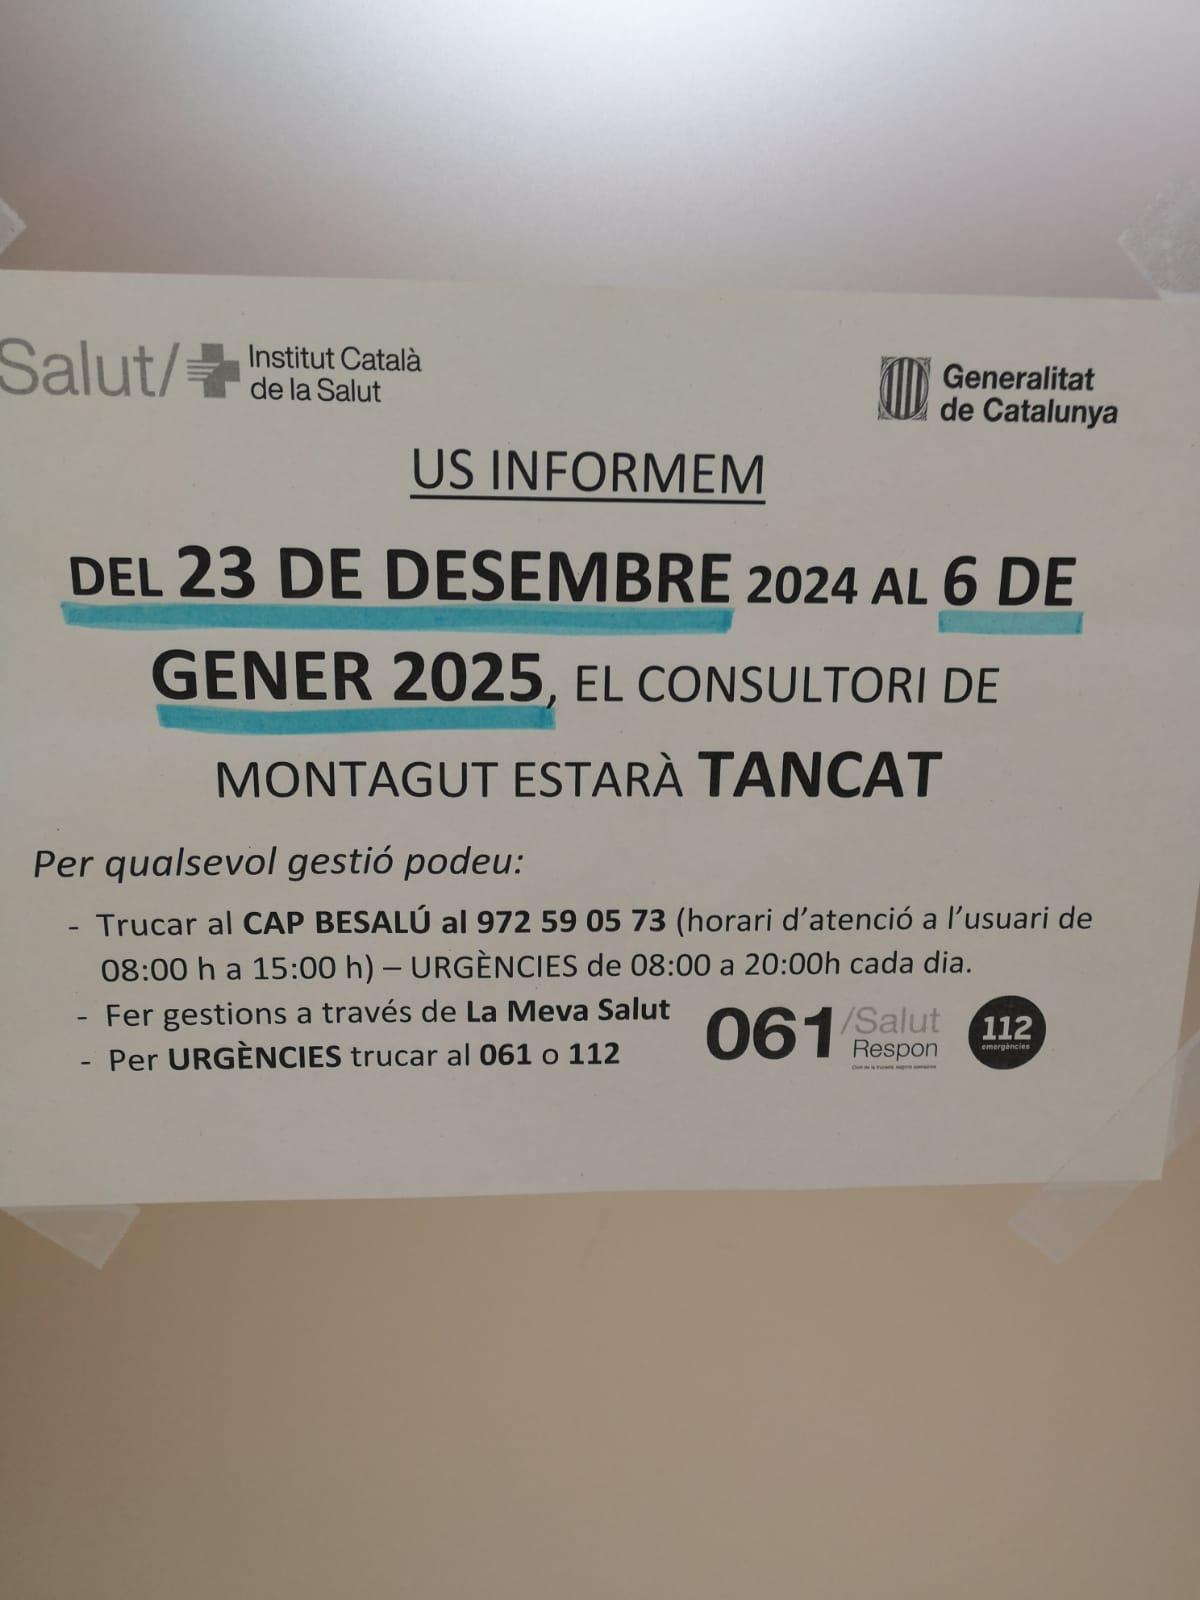 Salut/ Institut Català
de la Salut
Generalitat
de Catalunya
US INFORMEM
DEL 23 DE DESEMBRE 2024 AL 6 DE
GENER 2025, EL CONSULTORI DE
MONTAGUT ESTARÀ TANCAT
Per qualsevol gestió podeu:
- Trucar al CAP BESALÚ al 972 59 05 73 (horari d'atenció a l'usuari de
08:00 h a 15:00 h) – URGÈNCIES de 08:00 a 20:00h cada dia.
- Fer gestions a través de La Meva Salut
- Per URGÈNCIES trucar al 061 o 112
061/Salut
Respon
112
emergències